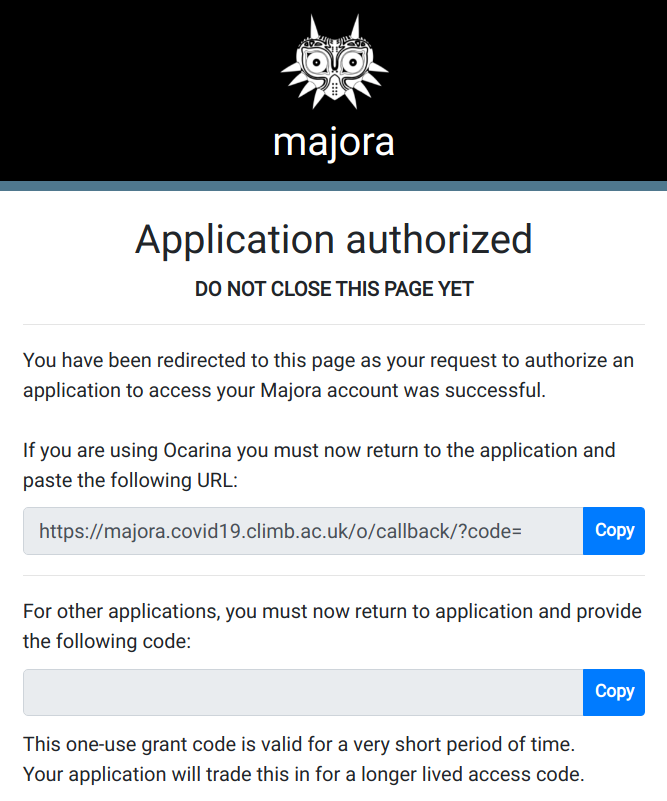 majora
Application authorized
DO NOT CLOSE THIS PAGE YET
You have been redirected to this page as your request to authorize an
application to access your Majora account was successful.
If you are using Ocarina you must now return to the application and
paste the following URL:
https://majora.covid19.climb.ac.uk/o/callback/?code=
Copy
For other applications, you must now return to application and provide
the following code:
Copy
This one-use grant code is valid for a very short period of time.
Your application will trade this in for a longer lived access code.